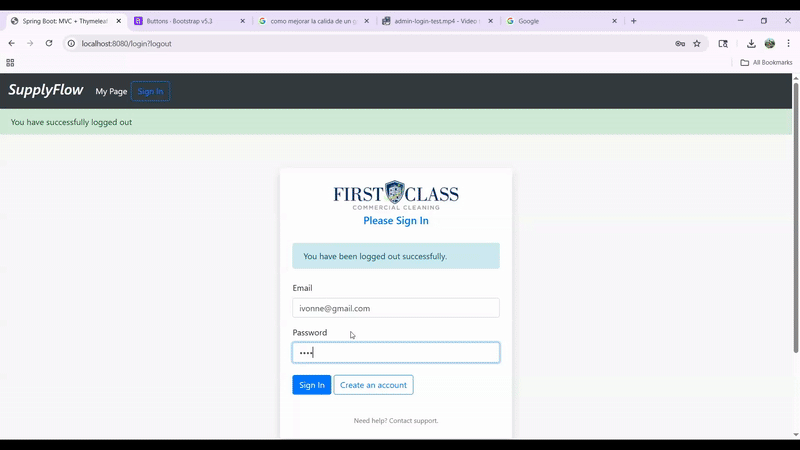 Spring Boot: MVC + Thymeleaf
Buttons · Bootstrap v5.3
como mejorar la calida de un g
admin-login-test.mp4 - Video
Google
localhost:8080/login?logout
All Bookmarks
SupplyFlow My Page Sign In
You have successfully logged out
FIRST CLASS
COMMERCIAL CLEANING
Please Sign In
You have been logged out successfully.
Email
ivonne@gmail.com
Password
••••
Sign In Create an account
Need help? Contact support.